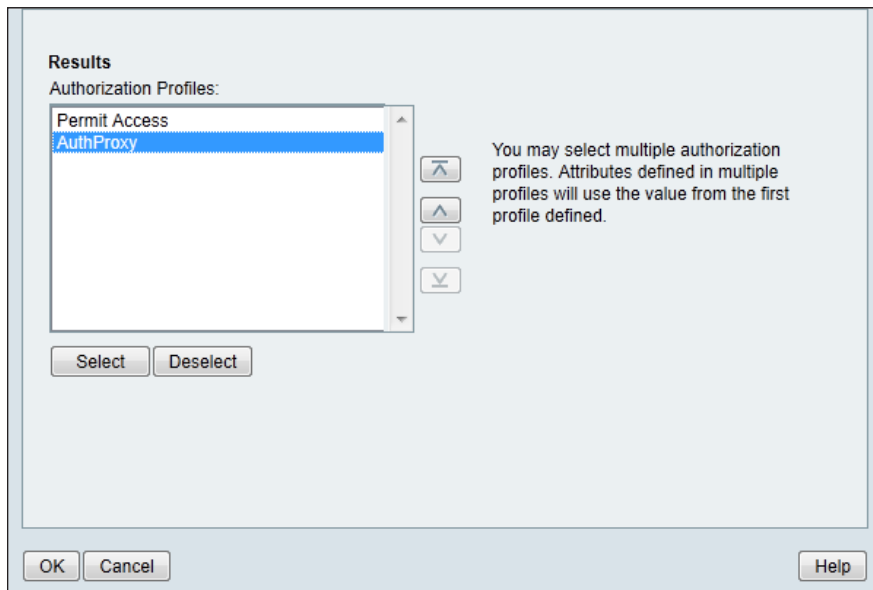 Results
Authorization Profiles:
Permit Access
AuthProxy
You may select multiple authorization
profiles. Attributes defined in multiple
profiles will use the value from the first
profile defined.
Select Deselect
OK Cancel Help